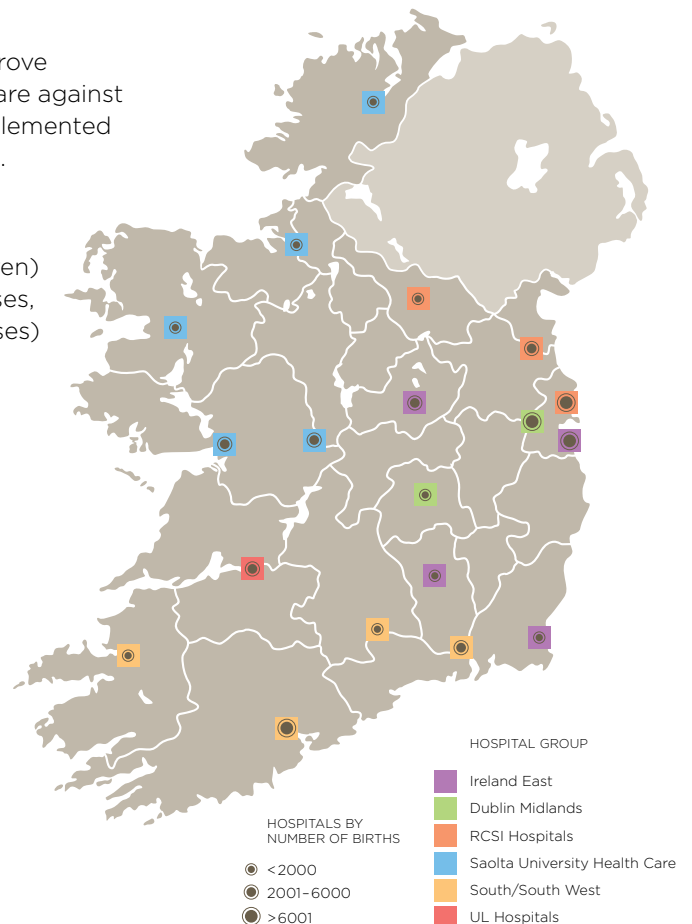 rove
are against
lemented
.
en)
ses,
ses)
HOSPITAL GROUP
Ireland East
Dublin Midlands
RCSI Hospitals
Saolta University Health Care
South/South West
UL Hospitals
HOSPITALS BY
NUMBER OF BIRTHS
<2000
2001–6000
>6001